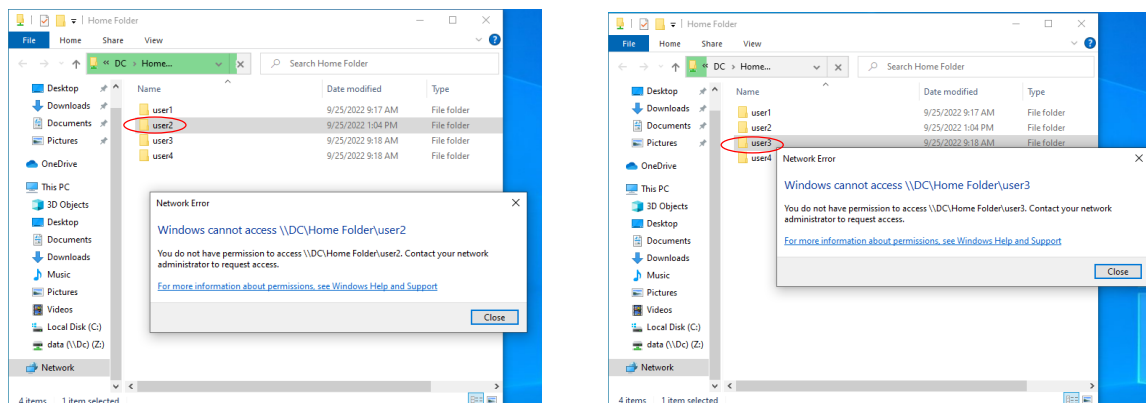 Home Folder
File Home Share View
« DC › Home...
Search Home Folder
Name Date modified Type
Desktop
Downloads
Documents
Pictures
OneDrive
This PC
3D Objects
Desktop
Documents
Downloads
Music
Pictures
Videos
Local Disk (C:)
data (\\Dc) (Z:)
Network
user1 9/25/2022 9:17 AM File folder
user2 9/25/2022 1:04 PM File folder
user3 9/25/2022 9:18 AM File folder
user4 9/25/2022 9:18 AM File folder
Network Error
Windows cannot access \\DC\Home Folder\user2
You do not have permission to access \\DC\Home Folder\user2. Contact your network
administrator to request access.
For more information about permissions, see Windows Help and Support
Close
4 items 1 item selected
Home Folder
File Home Share View
« DC › Home...
Search Home Folder
Name Date modified Type
Desktop
Downloads
Documents
Pictures
OneDrive
This PC
3D Objects
Desktop
Documents
Downloads
Music
Pictures
Videos
Local Disk (C:)
data (\\Dc) (Z:)
Network
user1 9/25/2022 9:17 AM File folder
user2 9/25/2022 1:04 PM File folder
user3 9/25/2022 9:18 AM File folder
user4
Network Error
Windows cannot access \\DC\Home Folder\user3
You do not have permission to access \\DC\Home Folder\user3. Contact your network
administrator to request access.
For more information about permissions, see Windows Help and Support
Close
4 items 1 item selected